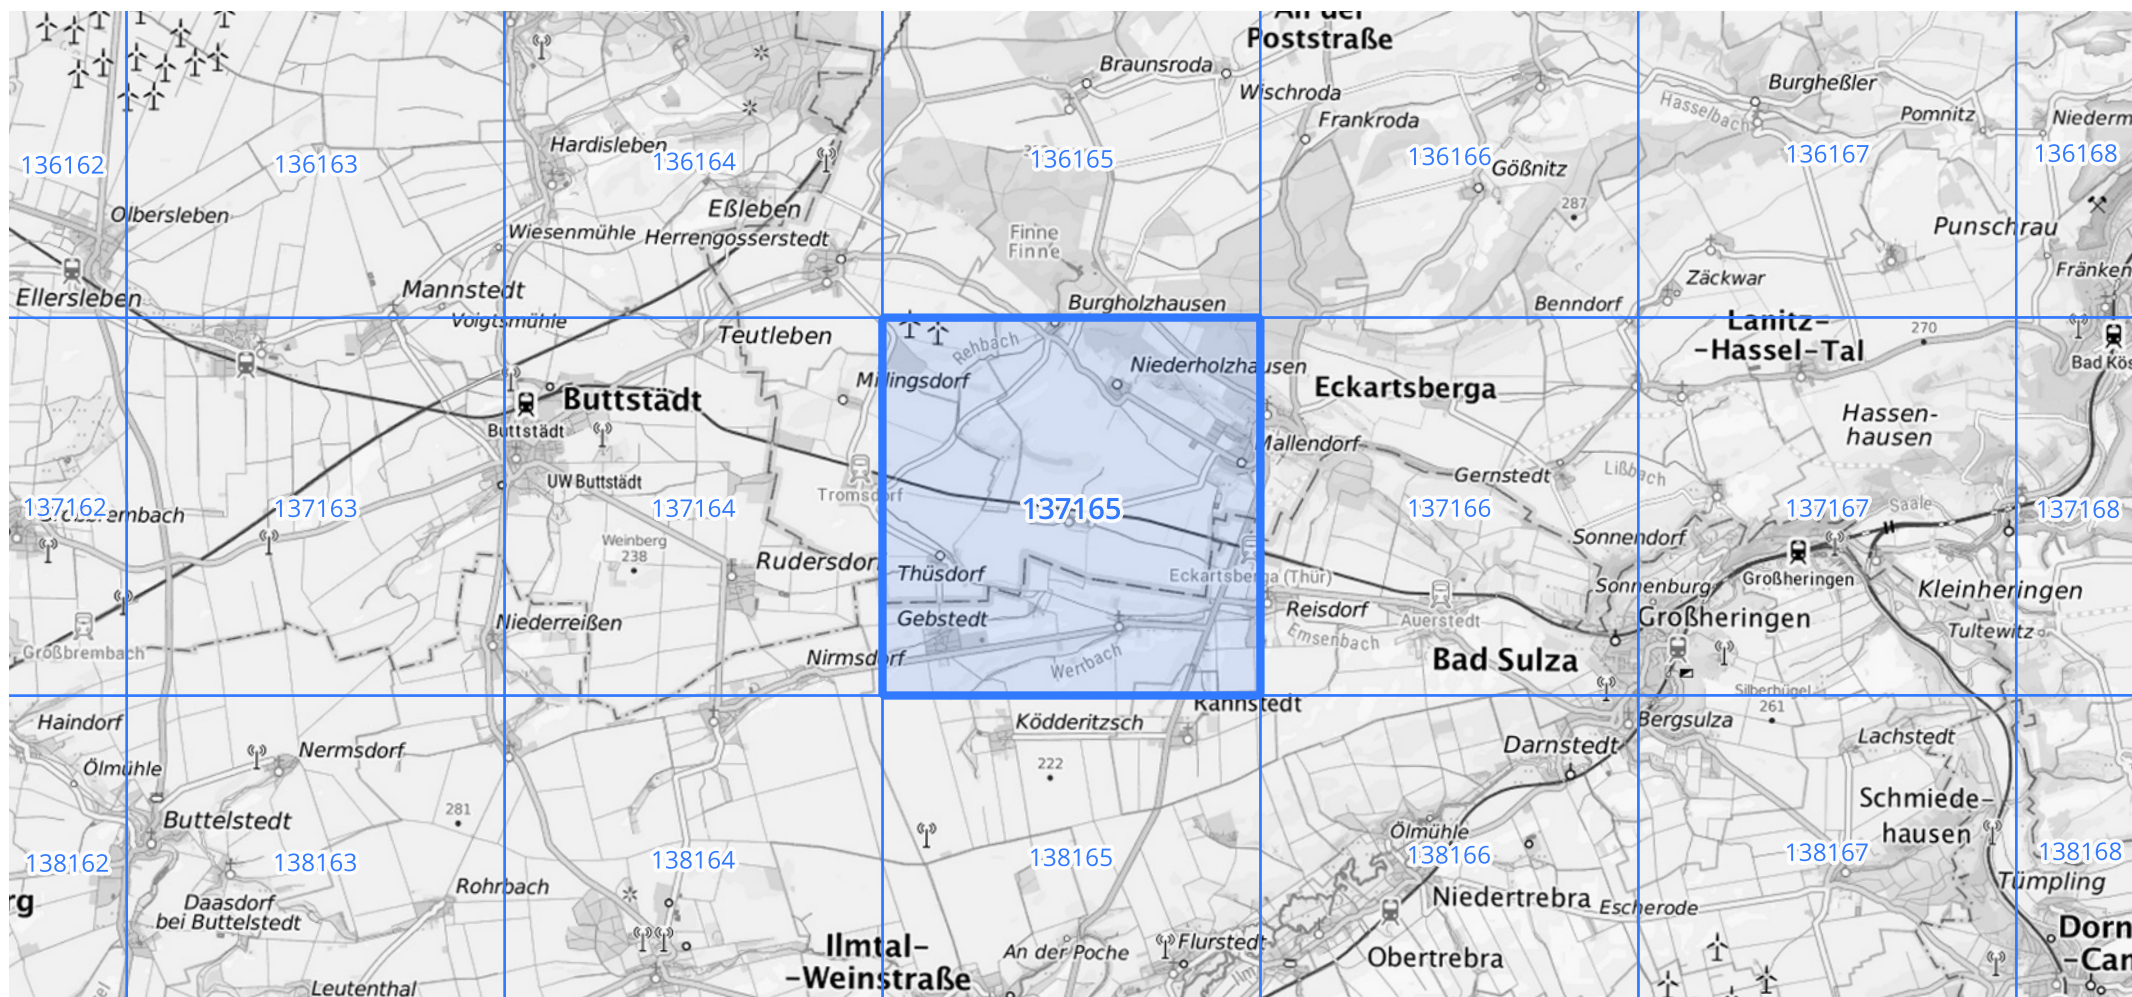 An der
Poststraße
Braunsroda
Wischroda
Burgheßler
Hasselbach
Pomnitz
Niederm
Frankroda
Hardisleben
136162
136163
136164
136165
136166
136167
136168
Gößnitz
287
Olbersleben
Eßleben
Wiesenmühle
Herrengosserstedt
Finne
Finne
Punschrau
Zäckwar
Fränken
Ellersleben
Mannstedt
Voigtsmühle
Burgholzhausen
Benndorf
Teutleben
Rehbach
Lanitz-
-Hassel-Tal
270
Bad Kös
Millingsdorf
Niederholzhausen
Eckartsberga
Buttstädt
Buttstädt
Hassen-
hausen
Mallendorf
Gernstedt
Lißbach
UW Buttstädt
Tromsdorf
Großbrembach
137162
137163
137164
137165
137166
137167
137168
Saale
Weinberg
238
Rudersdorf
Thüsdorf
Eckartsberga (Thür)
Sonnendorf
Sonnenburg
Großheringen
Kleinheringen
Niederreißen
Gebstedt
Reisdorf
Emsenbach
Auerstedt
Großheringen
Tultewitz
Großbrembach
Nirmsdorf
Werbach
Bad Sulza
Silberhügel
261
Rannstedt
Haindorf
Ködderitzsch
Bergsulza
Nermsdorf
Darnstedt
Lachstedt
Ölmühle
222
281
Buttelstedt
Schmiede-
hausen
Ölmühle
138162
138163
138164
138165
138166
138167
138168
Rohrbach
Niedertrebra
Escherode
Tümpling
rg
Daasdorf
bei Buttelstedt
Ilmtal-
-Weinstraße
An der Poche
Flurstedt
Obertrebra
Ilm
Dorn
-Can
Leutenthal